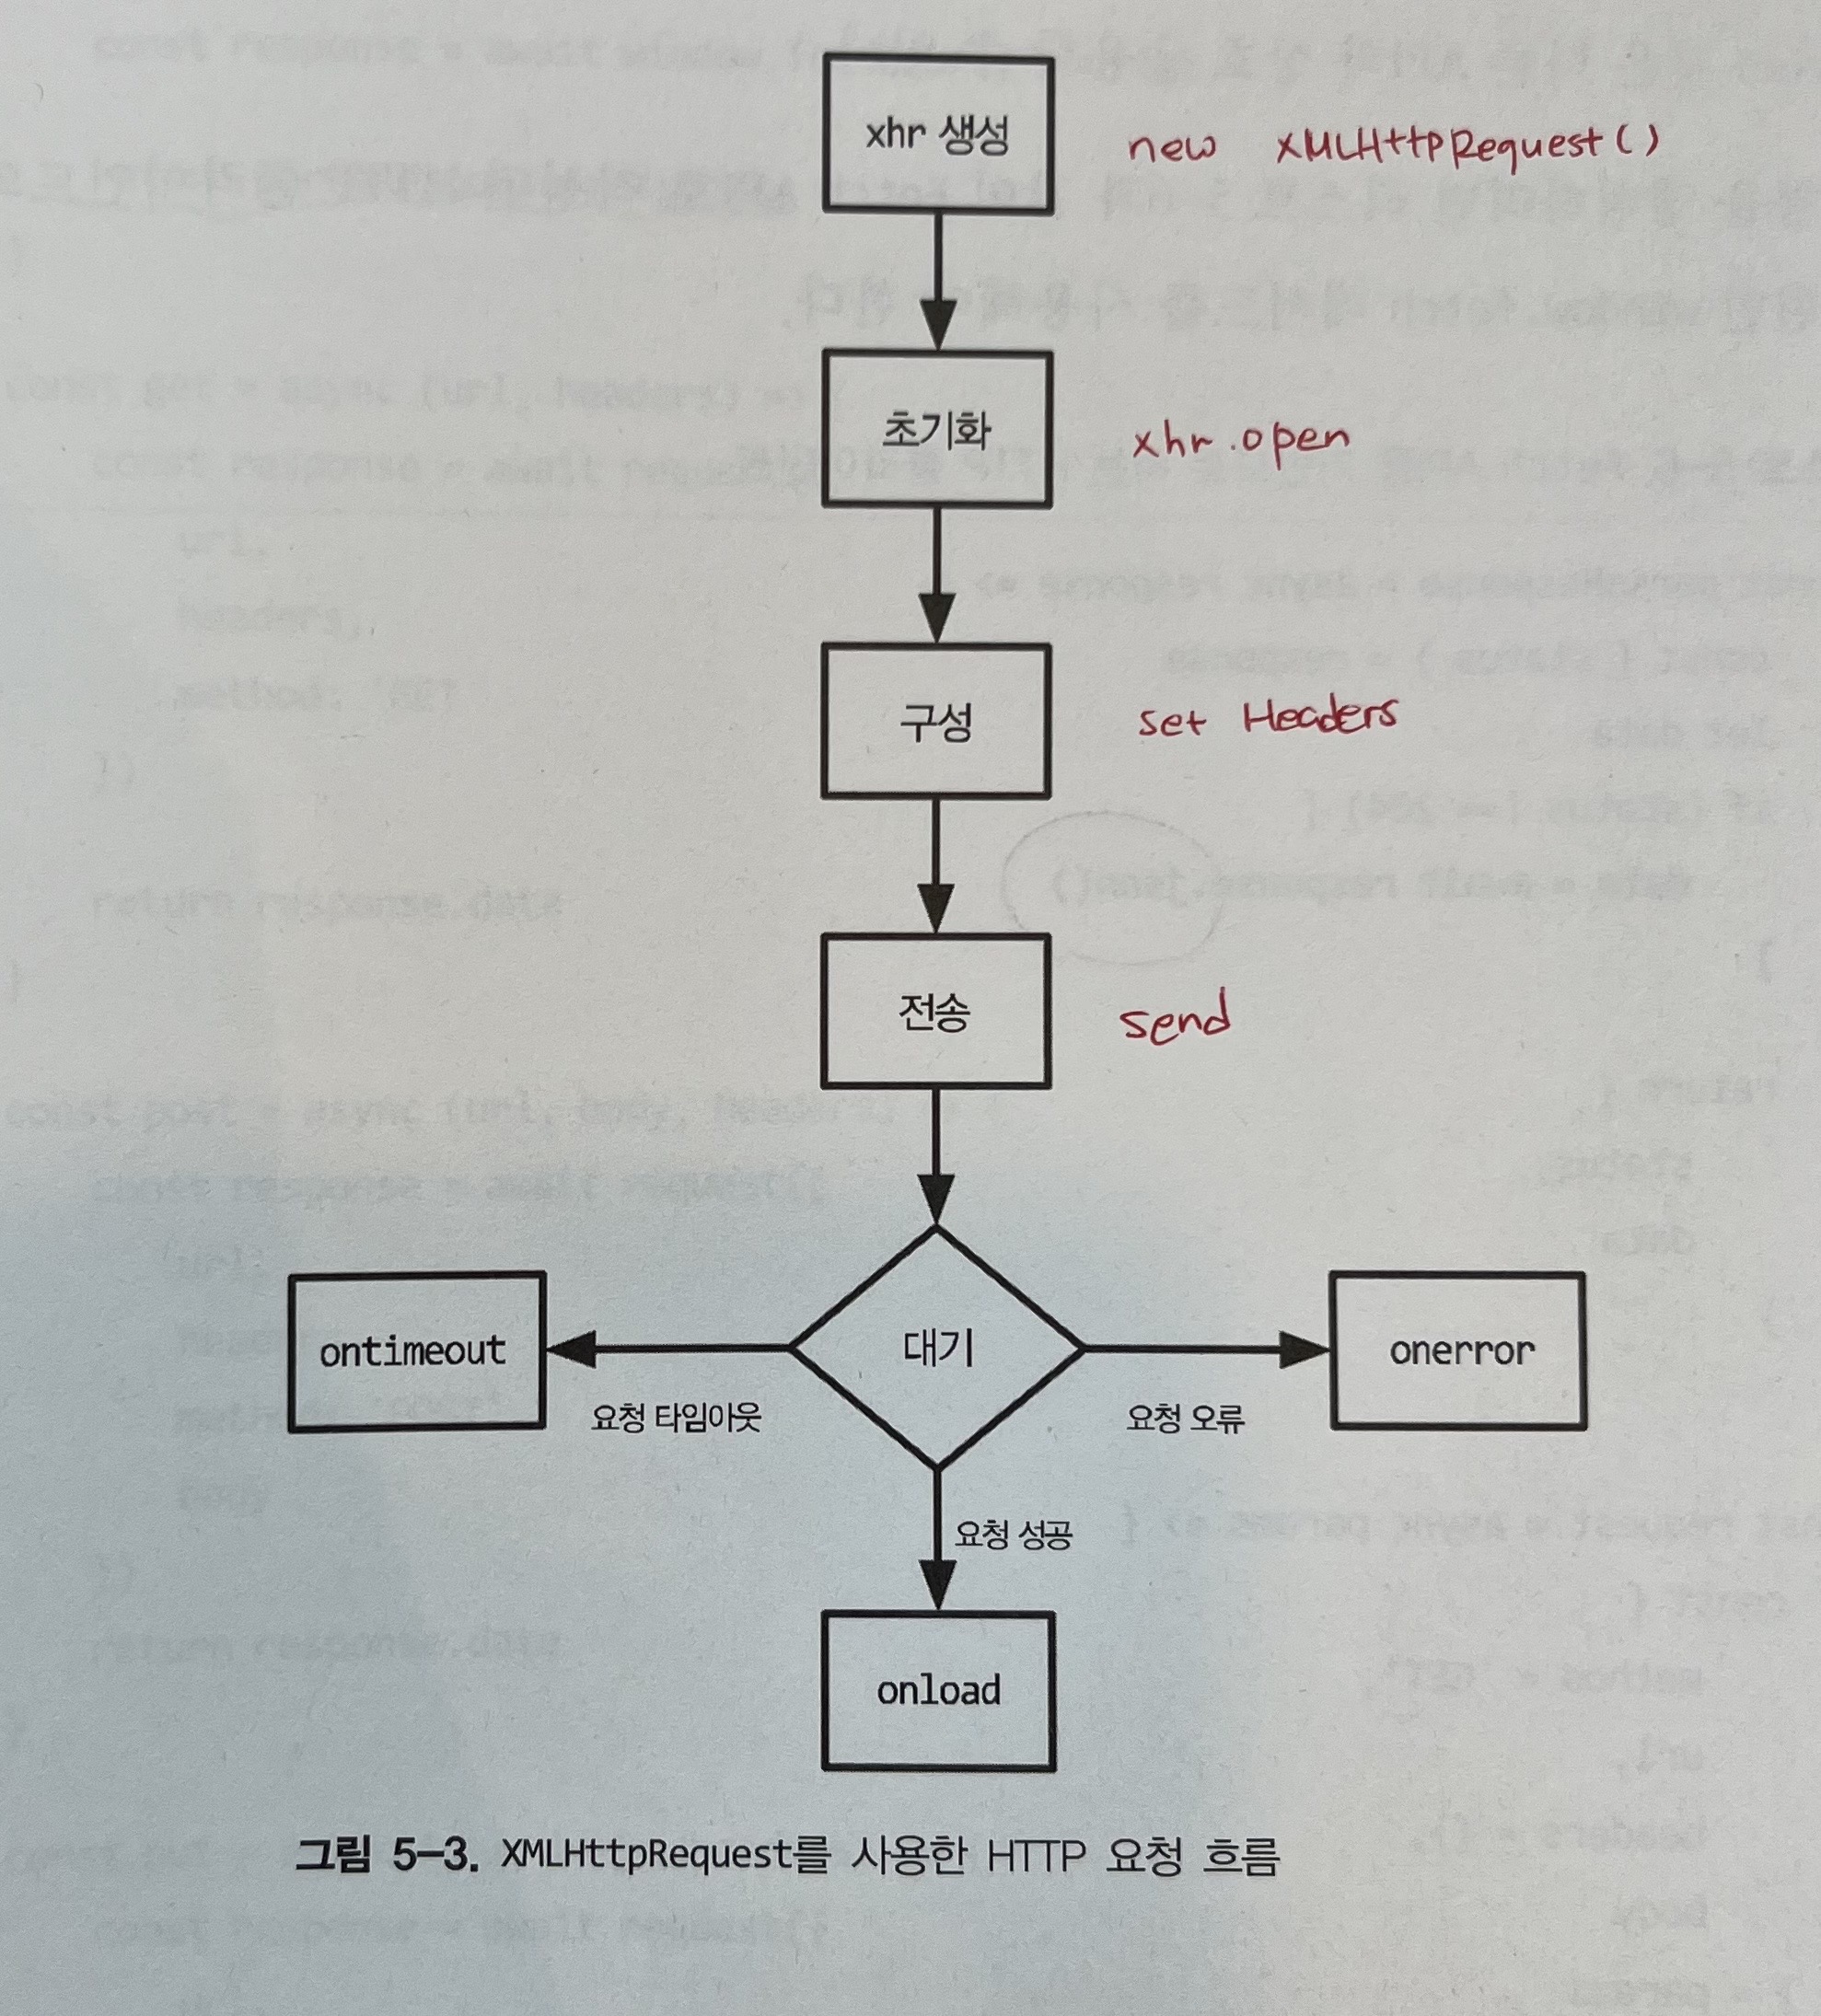 xhr 생성 new XMLHttpRequest()
초기화 xhr.open
구성 set Headers
전송 send
ontimeout 대기 onerror
요청 타임아웃 요청 오류
요청 성공
onload
그림 5-3. XMLHttpRequest를 사용한 HTTP 요청 흐름